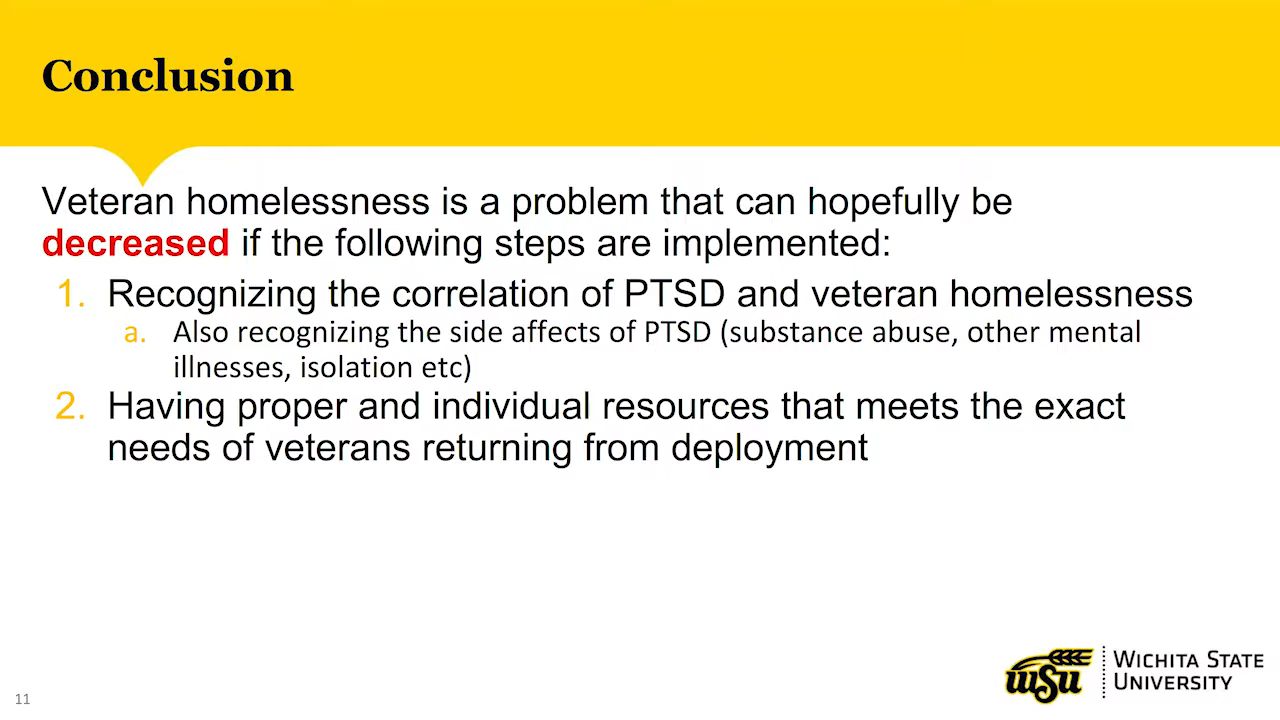 Conclusion
Veteran homelessness is a problem that can hopefully be
decreased if the following steps are implemented:
1. Recognizing the correlation of PTSD and veteran homelessness
a. Also recognizing the side affects of PTSD (substance abuse, other mental
illnesses, isolation etc)
2. Having proper and individual resources that meets the exact
needs of veterans returning from deployment
11
WSU
WICHITA STATE
UNIVERSITY